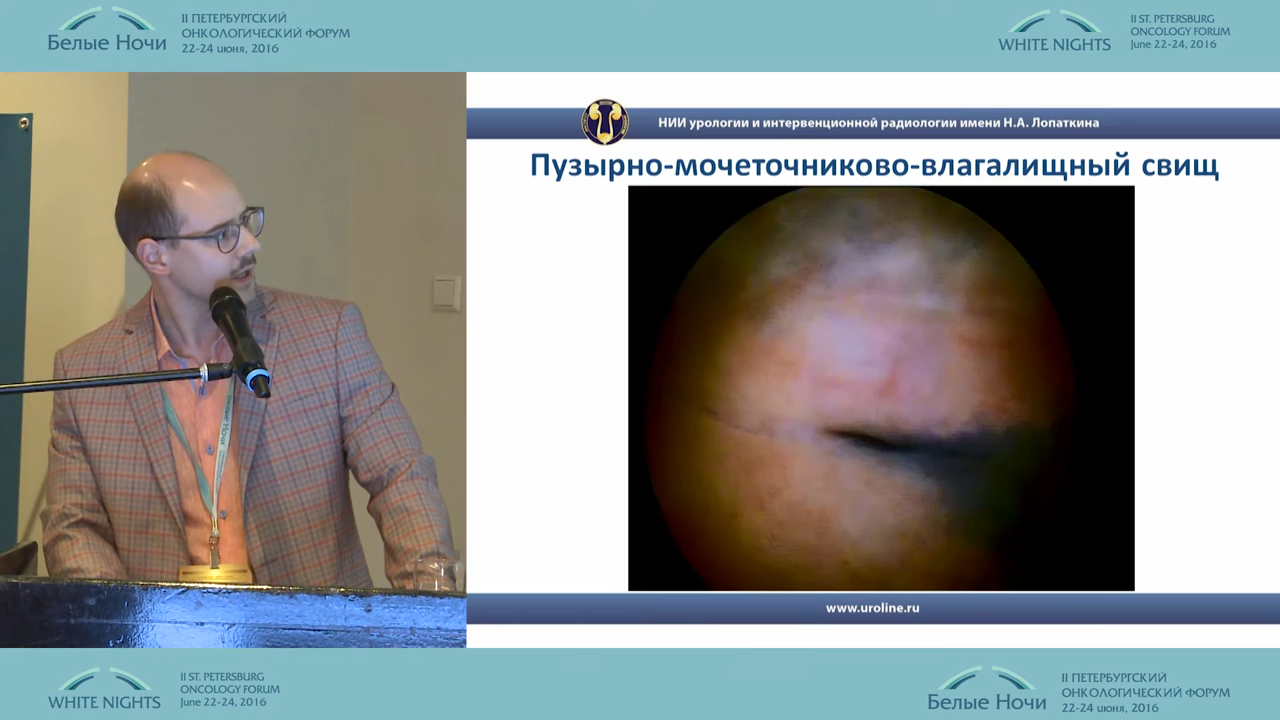 Белые Ночи
II ПЕТЕРБУРГСКИЙ
ОНКОЛОГИЧЕСКИЙ ФОРУМ
22-24 июня, 2016
WHITE NIGHTS
II ST. PETERSBURG
ONCOLOGY FORUM
June 22-24, 2016
НИИ урологии и интервенционной радиологии имени Н.А. Лопаткина
Пузырно-мочеточниково-влагалищный свищ
www.uroline.ru
WHITE NIGHTS
II ST. PETERSBURG
ONCOLOGY FORUM
June 22-24, 2016
Белые Ночи
II ПЕТЕРБУРГСКИЙ
ОНКОЛОГИЧЕСКИЙ ФОРУМ
22-24 июня, 2016